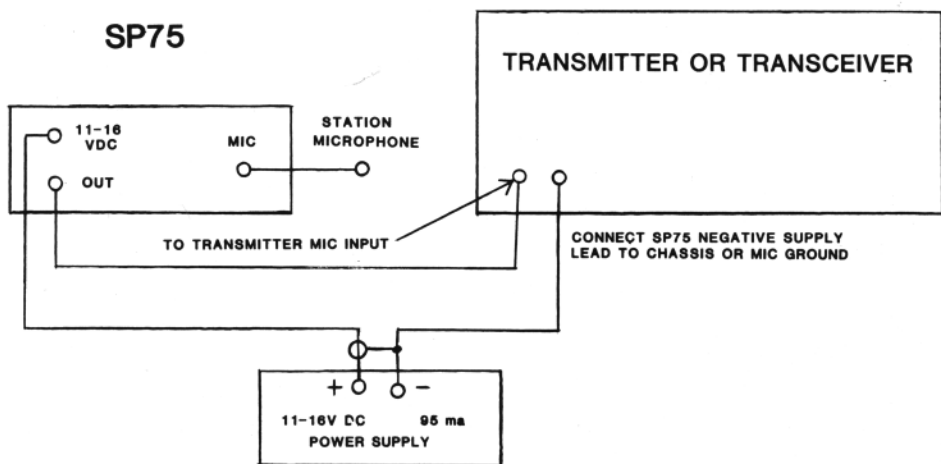 SP75
TRANSMITTER OR TRANSCEIVER
11-16
VDC
MIC
STATION
MICROPHONE
OUT
TO TRANSMITTER MIC INPUT
CONNECT SP75 NEGATIVE SUPPLY
LEAD TO CHASSIS OR MIC GROUND
+
-
11-16V DC 95 ma
POWER SUPPLY